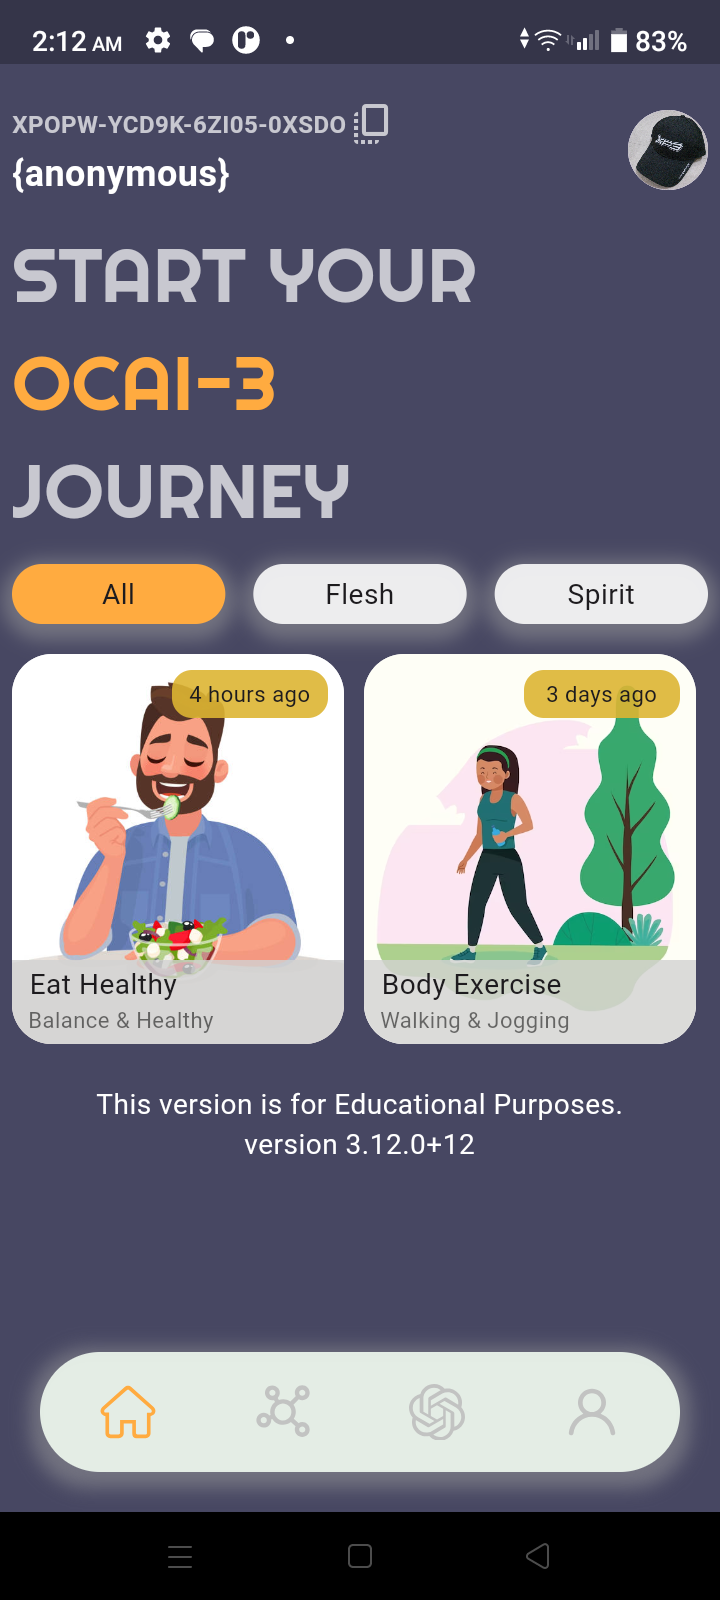 2:12 AM
83%
XPOPW-YCD9K-6ZI05-0XSDO
{anonymous}
START YOUR
OCAI-3
JOURNEY
All
Flesh
Spirit
4 hours ago
3 days ago
Eat Healthy
Balance & Healthy
Body Exercise
Walking & Jogging
This version is for Educational Purposes.
version 3.12.0+12